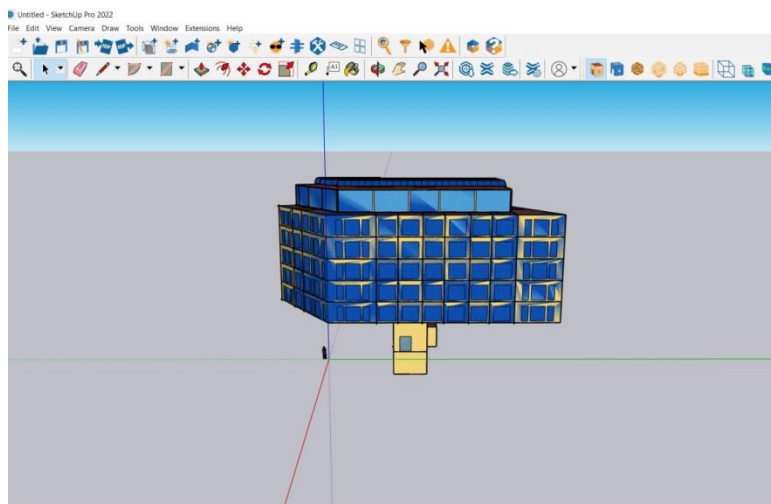 Untitled - SketchUp Pro 2022
File Edit View Camera Draw Tools Window Extensions Help